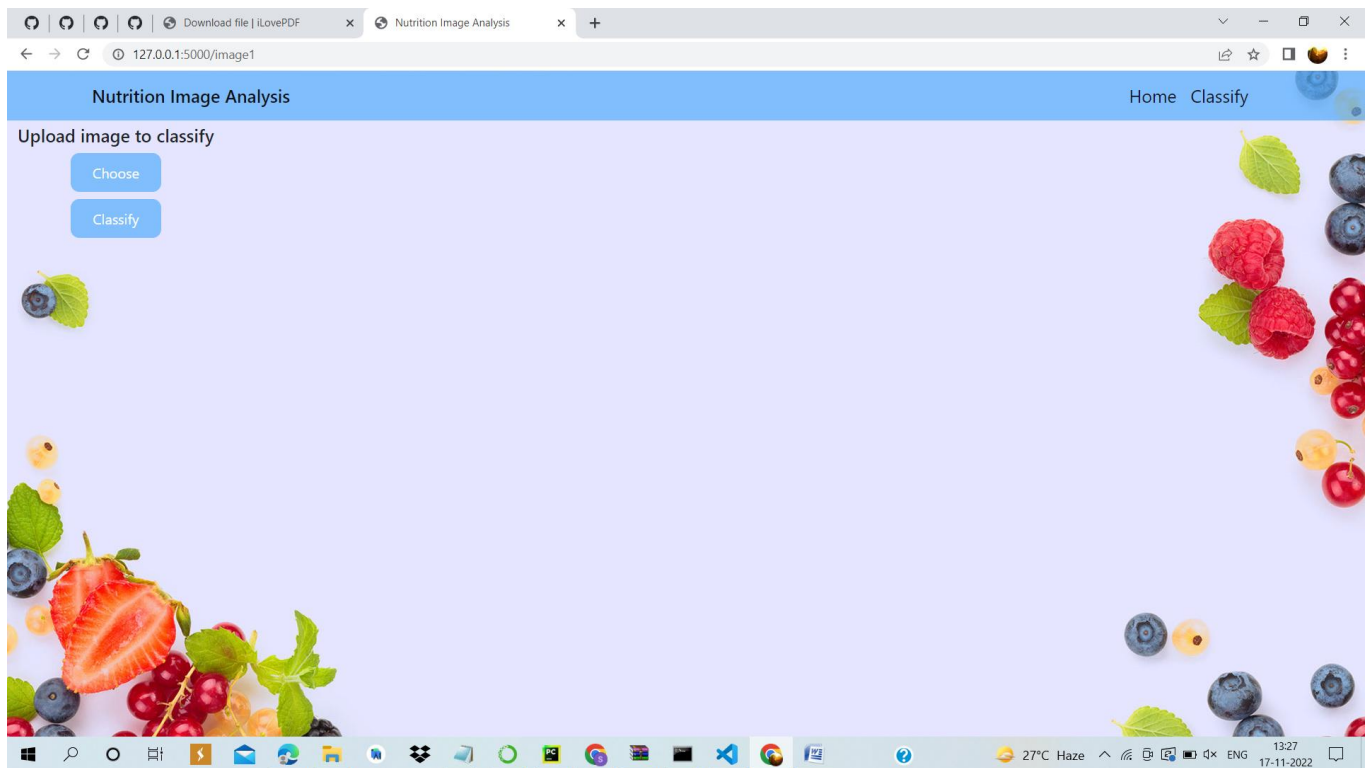 Download file | iLovePDF
Nutrition Image Analysis
127.0.0.1:5000/image1
Nutrition Image Analysis
Home Classify
Upload image to classify
Choose
Classify
27°C Haze
ENG
13:27
17-11-2022